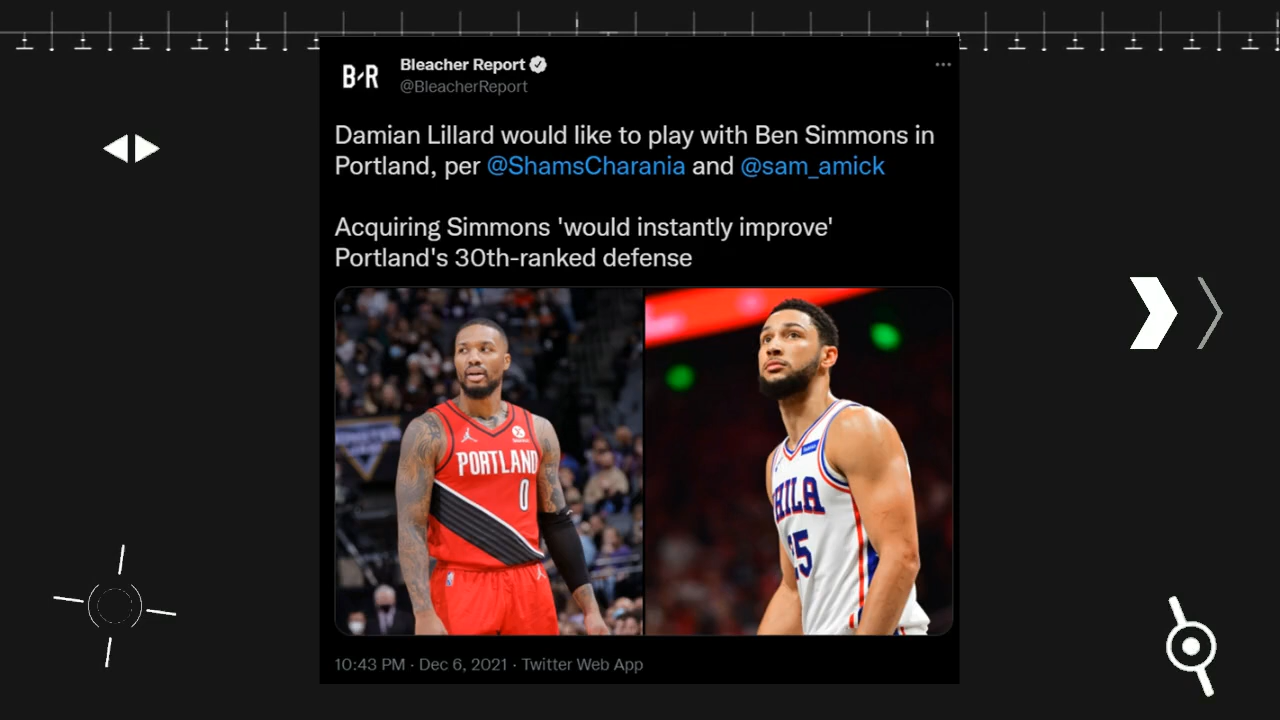 Bleacher Report
B/R
@BleacherReport
Damian Lillard would like to play with Ben Simmons in
Portland, per @ShamsCharania and @sam_amick
Acquiring Simmons 'would instantly improve'
Portland's 30th-ranked defense
PORTLAND
0
PHILA
25
10:43 PM · Dec 6, 2021 · Twitter Web App